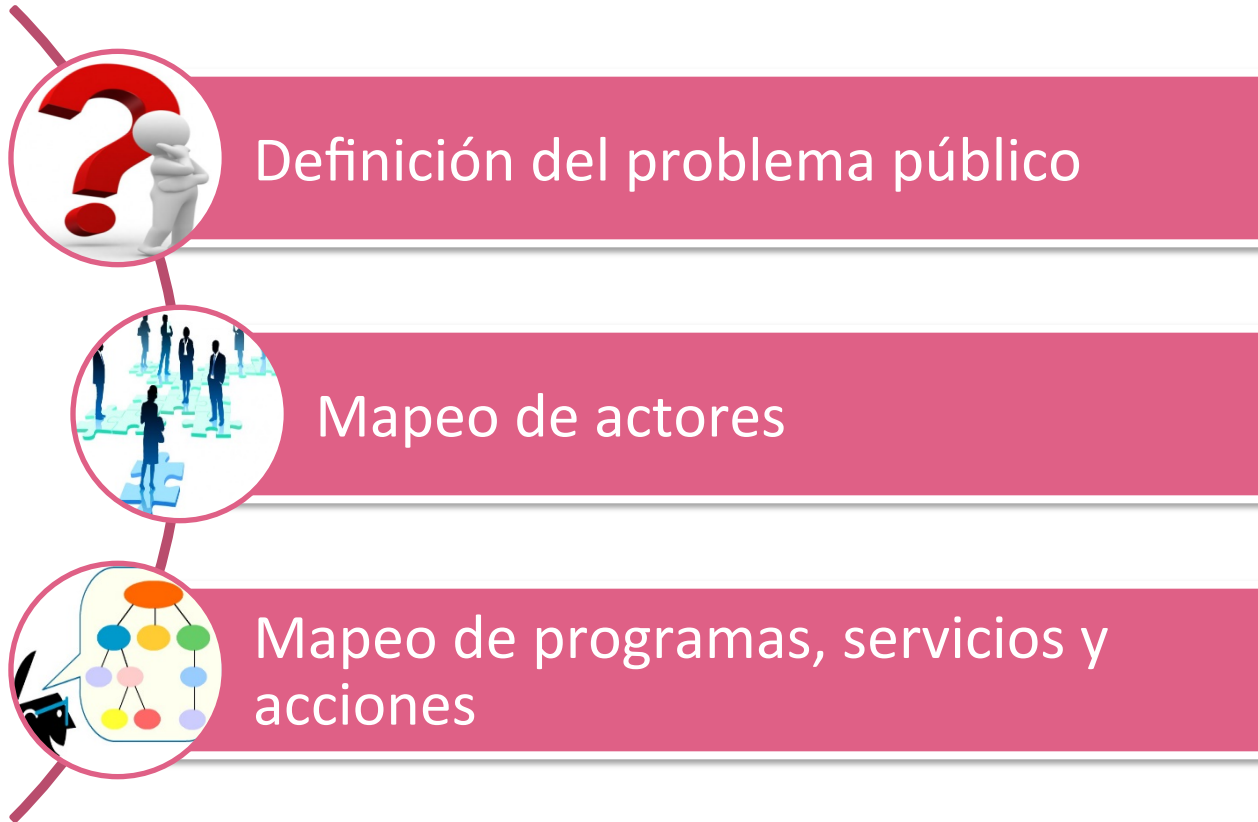 Definición del problema público
Mapeo de actores
Mapeo de programas, servicios y
acciones